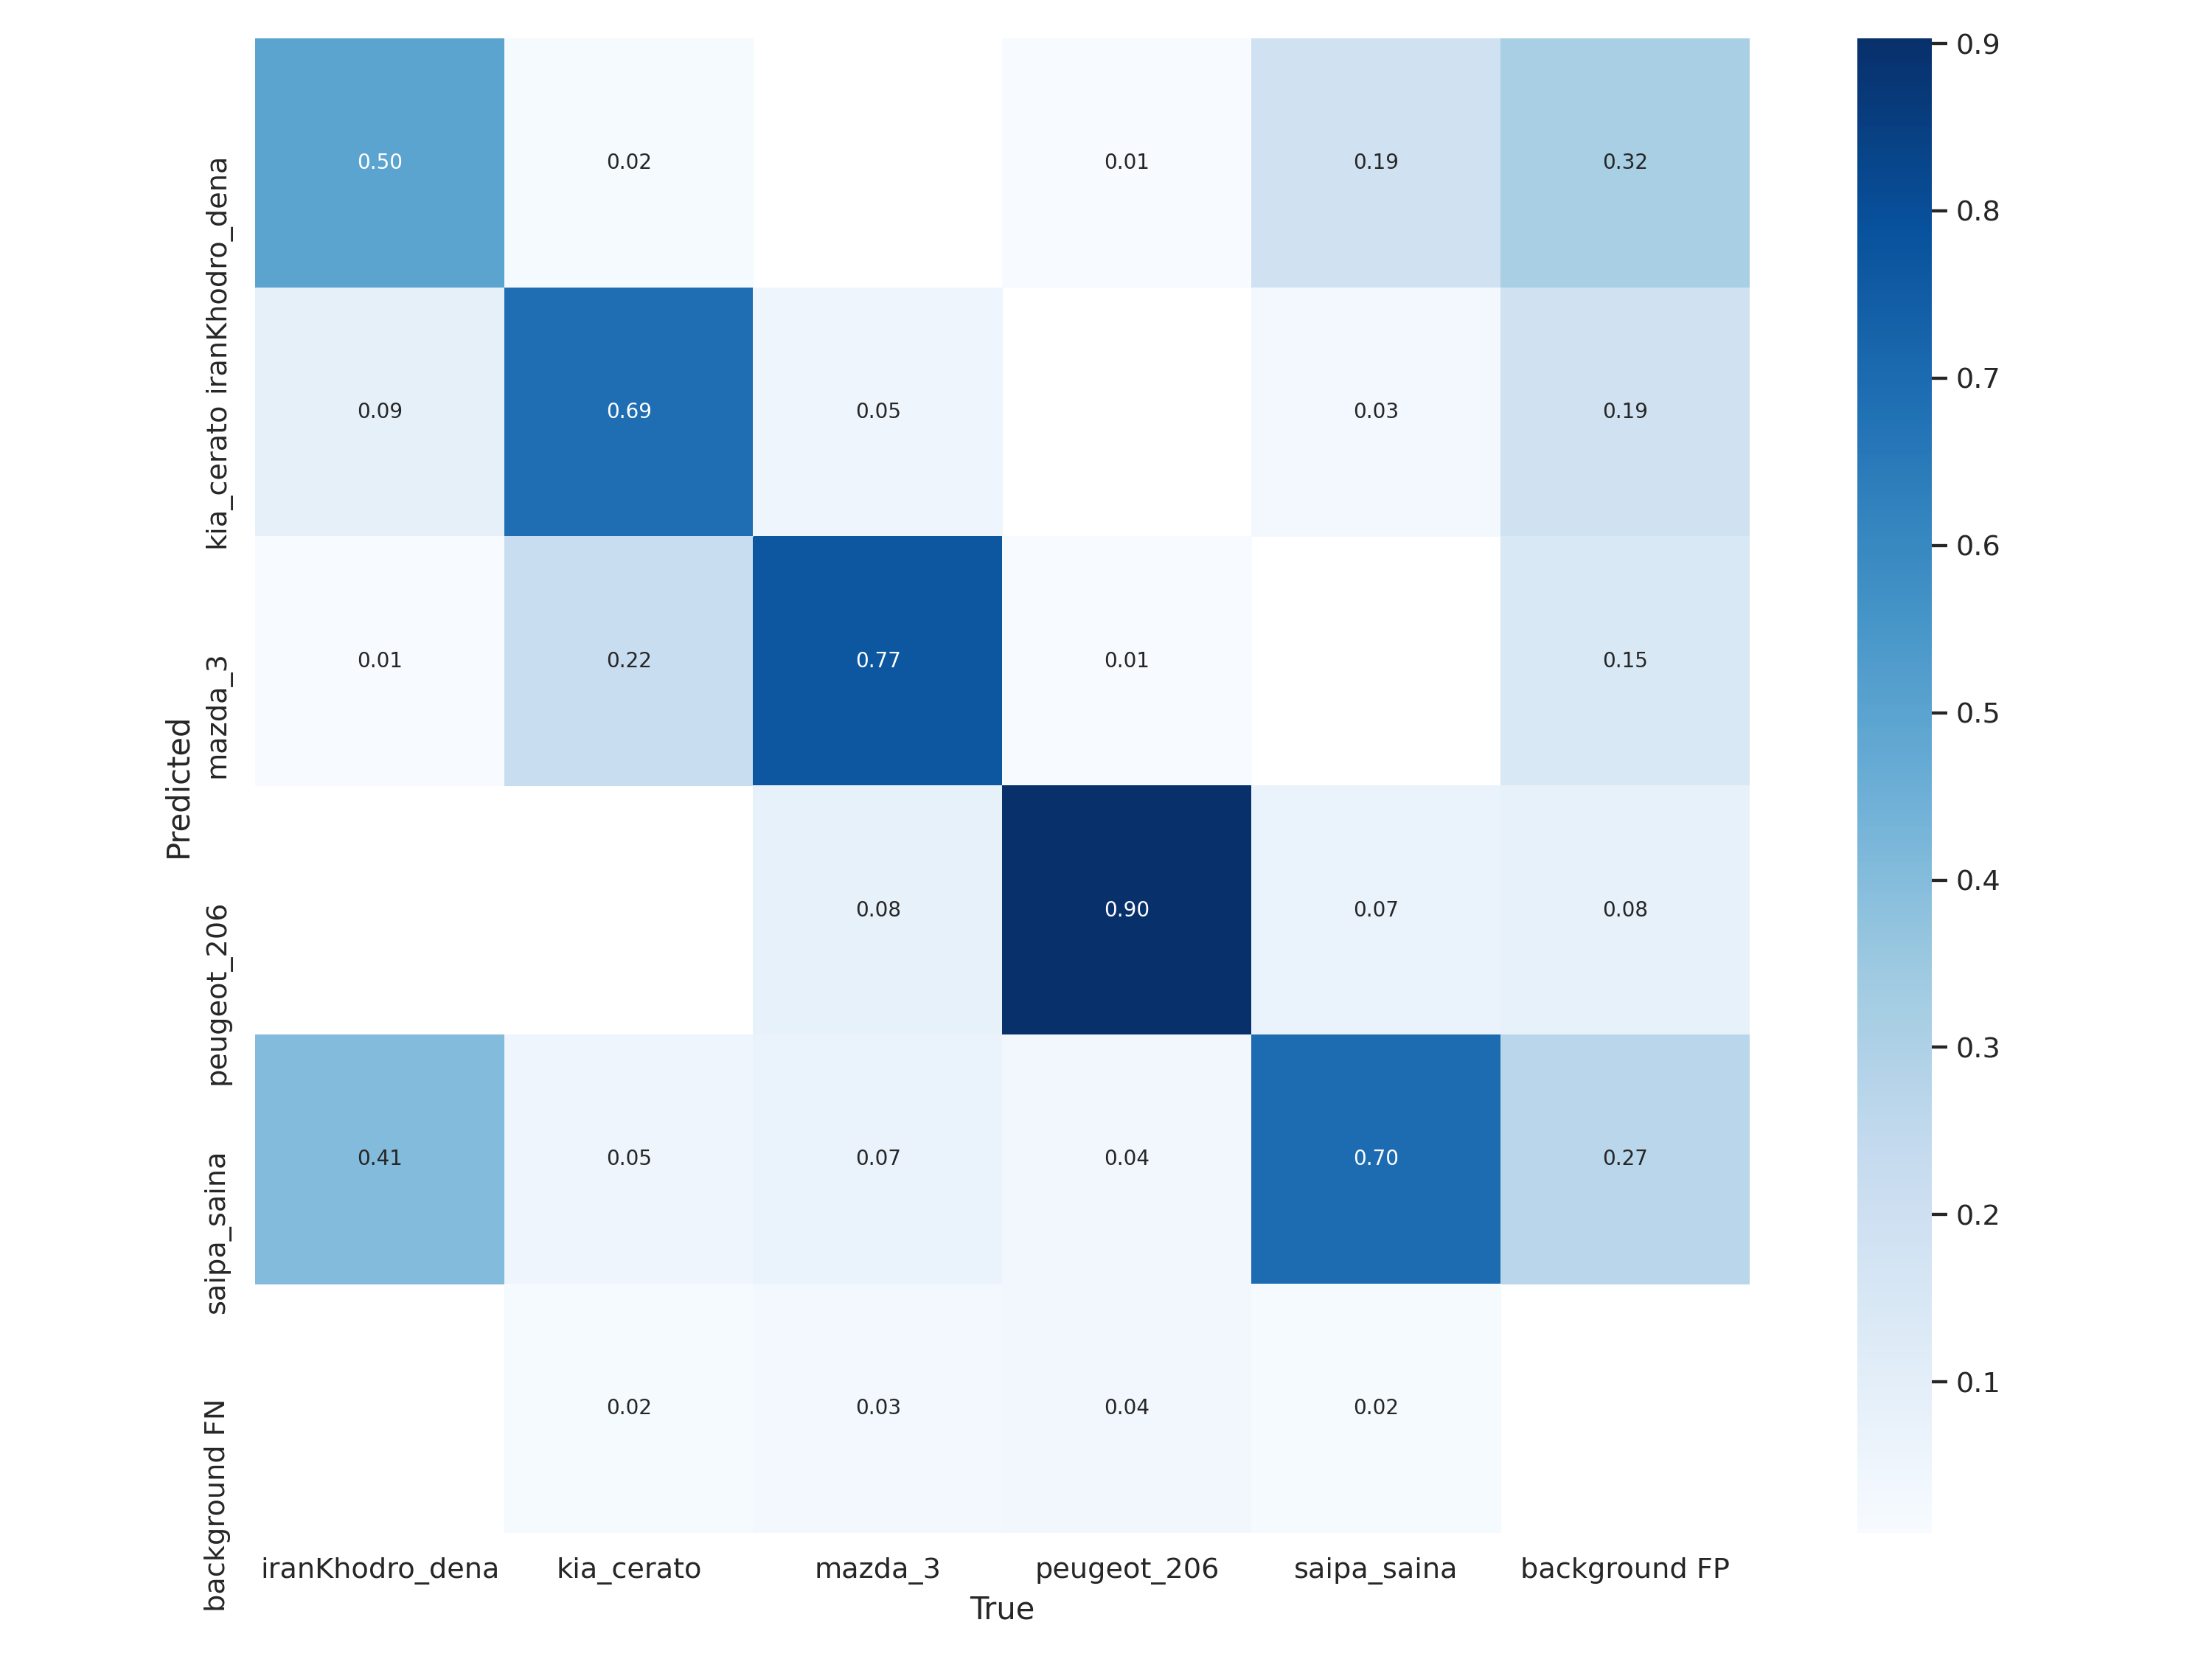 0.50 0.02 0.01 0.19 0.32
0.09 0.69 0.05 0.03 0.19
0.01 0.22 0.77 0.01 0.15
0.08 0.90 0.07 0.08
0.41 0.05 0.07 0.04 0.70 0.27
0.02 0.03 0.04 0.02
iranKhodro_dena
kia_cerato
mazda_3
peugeot_206
saipa_saina
background FN
Predicted
iranKhodro_dena kia_cerato mazda_3 peugeot_206 saipa_saina background FP
True
0.9
0.8
0.7
0.6
0.5
0.4
0.3
0.2
0.1